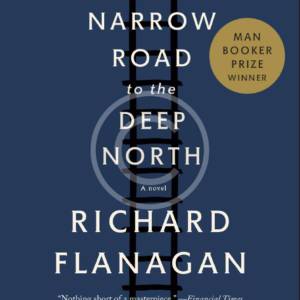 NARROW
ROAD
to the
DEEP
NORTH
A novel
RICHARD
FLANAGAN
MAN
BOOKER
PRIZE
WINNER
"Nothing short of a masterpiece." —Financial Times
©